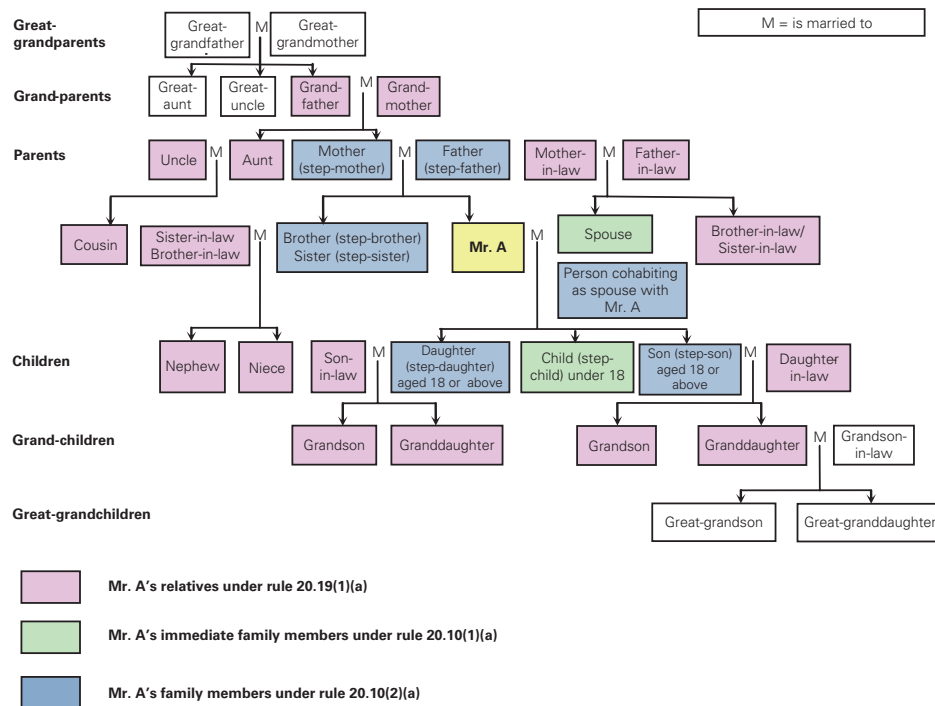 Great-
grandparents
Great-
grandfather
M
Great-
grandmother
M = is married to
Grand-parents
Great-
aunt
Great-
uncle
Grand-
father
M
Grand-
mother
Parents
Uncle
M
Aunt
Mother
(step-mother)
M
Father
(step-father)
Mother-
in-law
M
Father-
in-law
Cousin
Sister-in-law
Brother-in-law
M
Brother (step-brother)
Sister (step-sister)
Mr. A
M
Spouse
Brother-in-law/
Sister-in-law
Person cohabiting
as spouse with
Mr. A
Children
Nephew
Niece
Son-
in-law
M
Daughter
(step-daughter)
aged 18 or above
Child (step-
child) under 18
Son (step-son)
aged 18 or
above
M
Daughter
in-law
Grand-children
Grandson
Granddaughter
Grandson
Granddaughter
M
Grandson-
in-law
Great-grandchildren
Great-grandson
Great-granddaughter
Mr. A's relatives under rule 20.19(1)(a)
Mr. A's immediate family members under rule 20.10(1)(a)
Mr. A's family members under rule 20.10(2)(a)